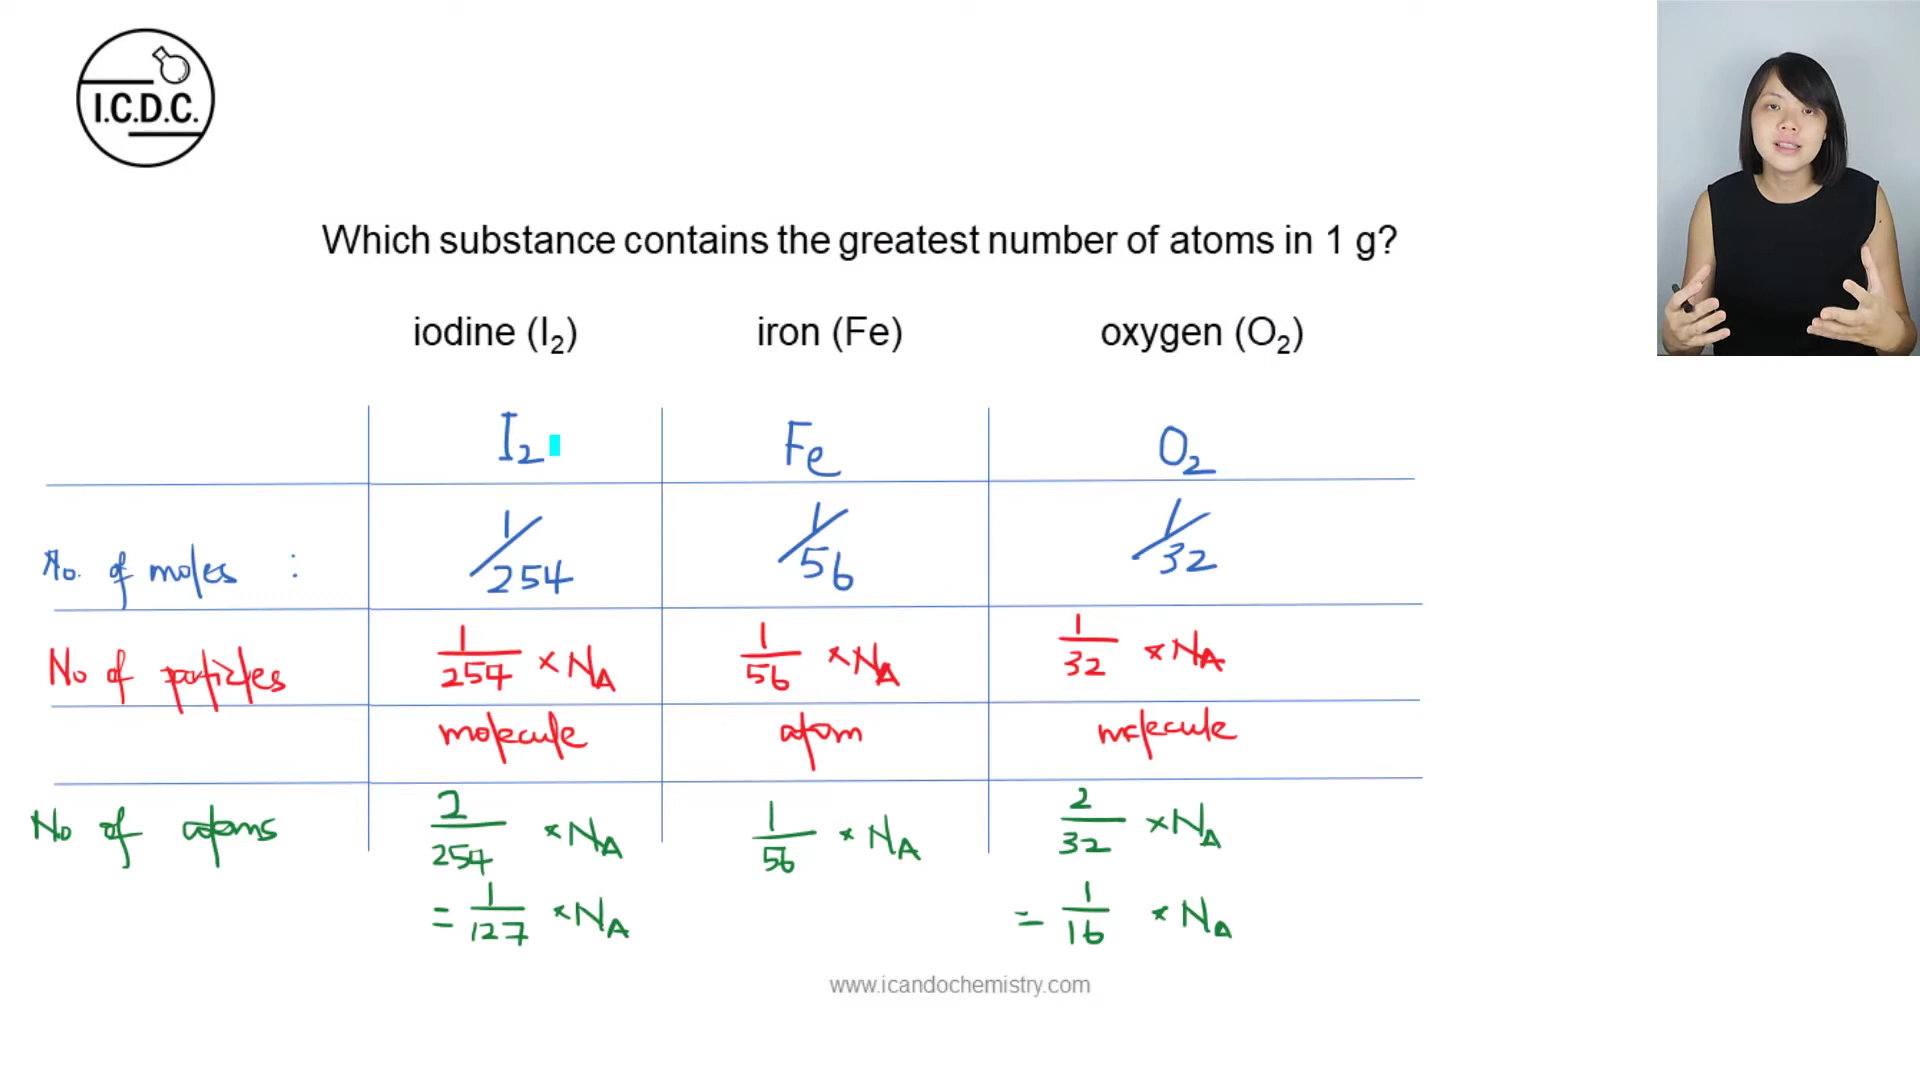 I.C.D.C.
Which substance contains the greatest number of atoms in 1 g?
iodine (I₂) iron (Fe) oxygen (O₂)
I₂ Fe O₂
No. of moles : 1/254 1/56 1/32
No of particles 1/254 × NA 1/56 × NA 1/32 × NA
molecule atom molecule
No of atoms 2/254 × NA 1/56 × NA 2/32 × NA
= 1/127 × NA = 1/16 × NA
www.icandochemistry.com